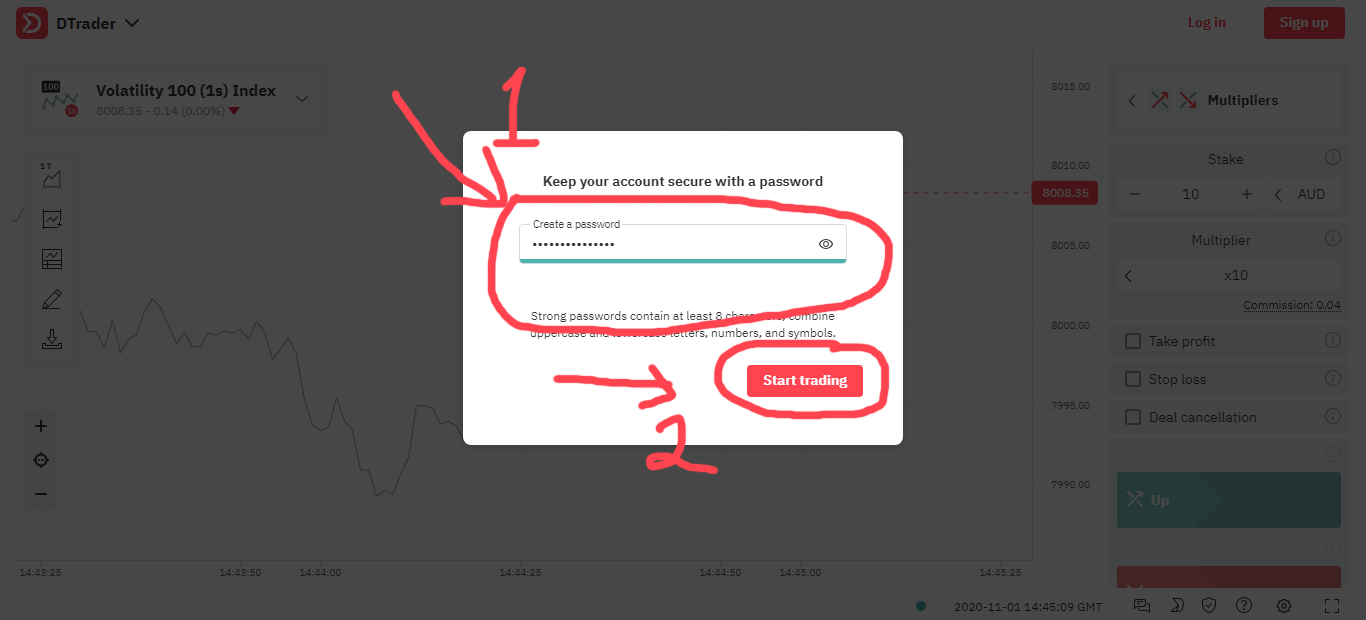 DTrader
Log in
Sign up
100
Volatility 100 (1s) Index
1s
8008.35 - 0.14 (0.00%)
1
1T
8015.00
8010.00
8008.35
8005.00
8000.00
7995.00
7990.00
Keep your account secure with a password
Create a password
•••••••••••••••
Strong passwords contain at least 8 characters, combine
uppercase and lowercase letters, numbers, and symbols.
Start trading
2
Multipliers
Stake
− 10 + AUD
Multiplier
x10
Commission: 0.04
Take profit
Stop loss
Deal cancellation
Up
14:43:25
14:43:50
14:44:00
14:44:25
14:44:50
14:45:00
14:45:25
2020-11-01 14:45:09 GMT